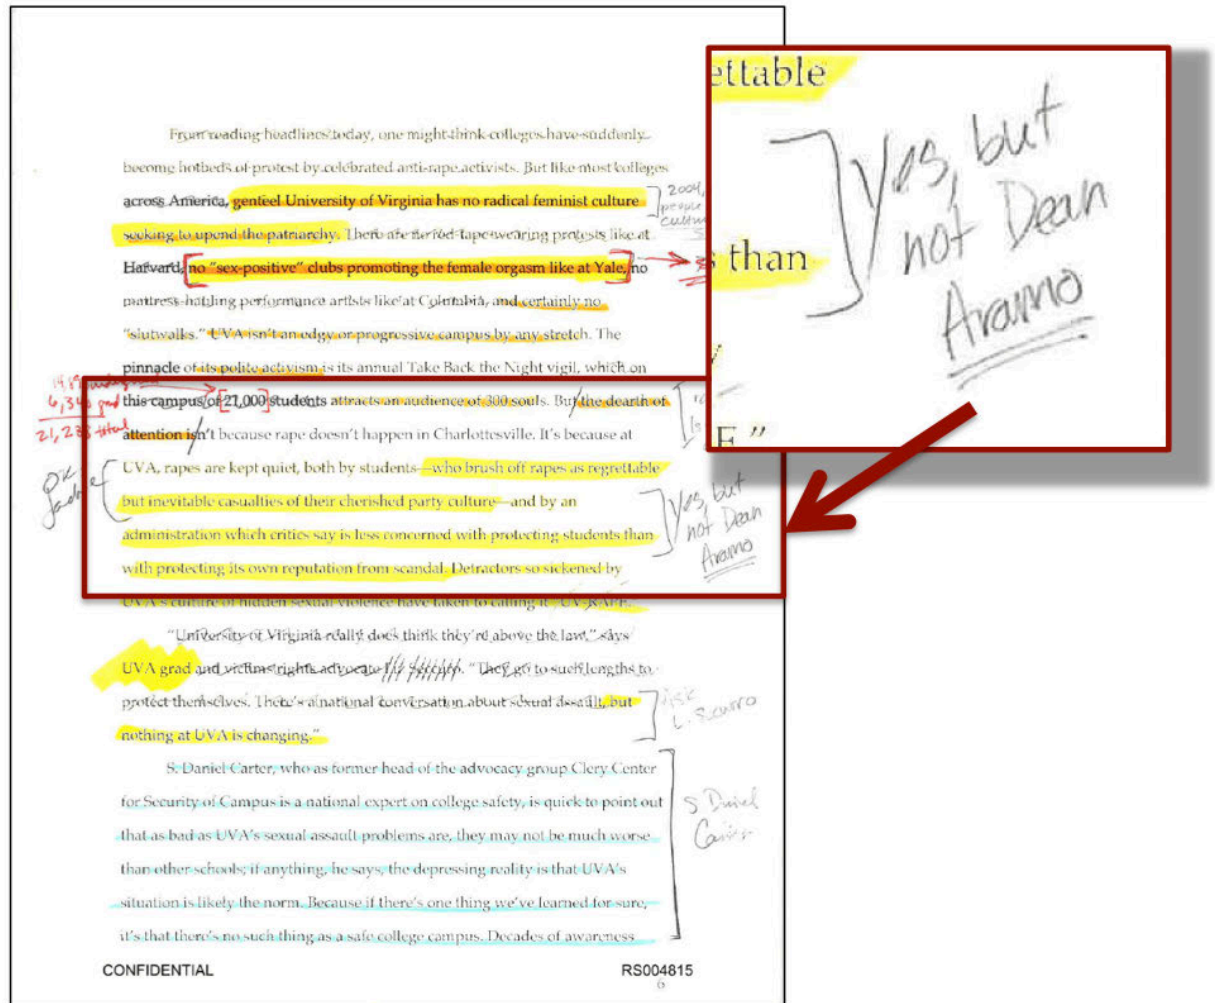 From reading headlines today, one might think colleges have suddenly
become hotbeds of protest by celebrated anti-rape activists. But like most colleges
across America, genteel University of Virginia has no radical feminist culture
seeking to upend the patriarchy. There are no red-tape-wearing protests like at
Harvard, no "sex-positive" clubs promoting the female orgasm like at Yale, no
mattress-hauling performance artists like at Columbia, and certainly no
"slutwalks." UVA isn't an edgy or progressive campus by any stretch. The
pinnacle of its polite activism is its annual Take Back the Night vigil, which on
this campus of 21,000 students attracts an audience of 300 souls. But the dearth of
attention isn't because rape doesn't happen in Charlottesville. It's because at
UVA, rapes are kept quiet, both by students—who brush off rapes as regrettable
but inevitable casualties of their cherished party culture—and by an
administration which critics say is less concerned with protecting students than
with protecting its own reputation from scandal. Detractors so sickened by
UVA's culture of hidden sexual violence have taken to calling it "UV-RAPE."
"University of Virginia really does think they're above the law," says
UVA grad and victims rights advocate
"They go to such lengths to
protect themselves. There's a national conversation about sexual assault, but
nothing at UVA is changing."
S. Daniel Carter, who as former head of the advocacy group Clery Center
for Security of Campus is a national expert on college safety, is quick to point out
that as bad as UVA's sexual assault problems are, they may not be much worse
than other schools; if anything, he says, the depressing reality is that UVA's
situation is likely the norm. Because if there's one thing we've learned for sure,
it's that there's no such thing as a safe college campus. Decades of awareness
CONFIDENTIAL
RS004815
6
2004,
people
21,233 total
OK
Jackie
Yes, but
not Dean
Aramo
S Daniel
ettable
s than
E."
Yes, but
not Dean
Aramo